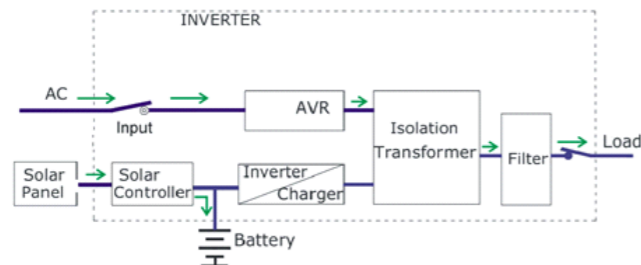 INVERTER
AC
Input
AVR
Isolation
Transformer
Filter
Load
Solar
Panel
Solar
Controller
Inverter
Charger
Battery